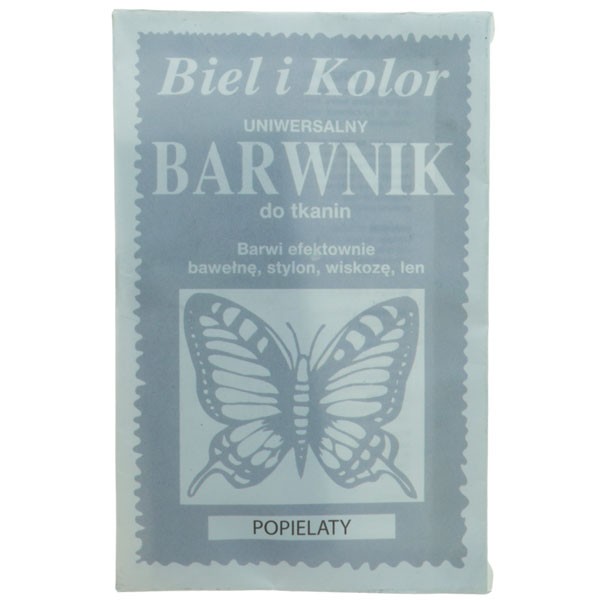 Biel i Kolor
UNIWERSALNY
BARWNIK
do tkanin
Barwi efektownie
bawełnę, stylon, wiskozę, len
POPIELATY